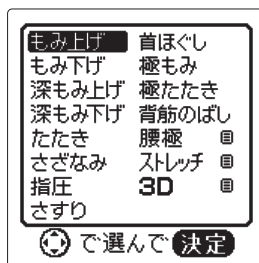 もみ上げ 首ほぐし
もみ下げ 極もみ
深もみ上げ 極たたき
深もみ下げ 背筋のばし
たたき 腰極
さざなみ ストレッチ
指圧 3D
さすり
で選んで 決定